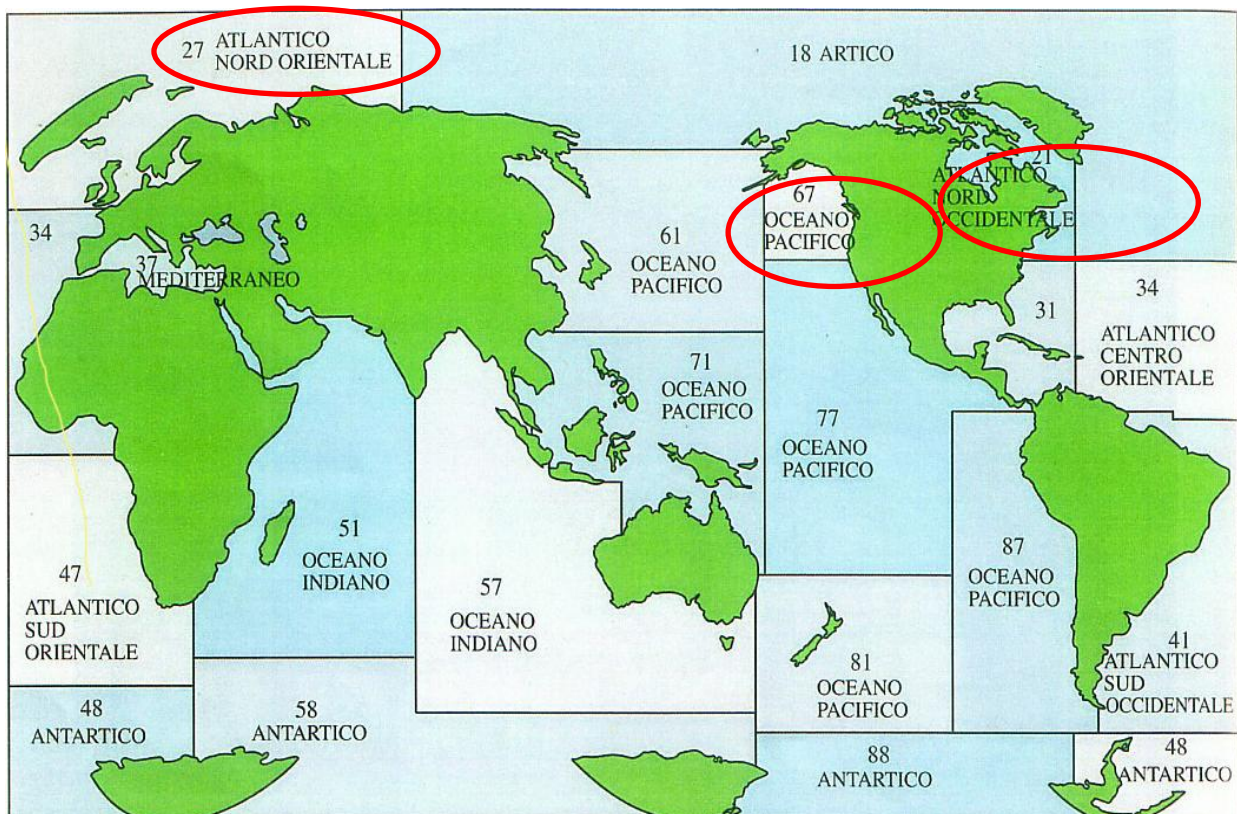 27 ATLANTICO
NORD ORIENTALE
18 ARTICO
21
ATLANTICO
NORD
OCCIDENTALE
67
OCEANO
PACIFICO
34
37
MEDITERRANEO
61
OCEANO
PACIFICO
31
34
ATLANTICO
CENTRO
ORIENTALE
71
OCEANO
PACIFICO
77
OCEANO
PACIFICO
51
OCEANO
INDIANO
47
ATLANTICO
SUD
ORIENTALE
57
OCEANO
INDIANO
87
OCEANO
PACIFICO
81
OCEANO
PACIFICO
41
ATLANTICO
SUD
OCCIDENTALE
48
ANTARTICO
58
ANTARTICO
88
ANTARTICO
48
ANTARTICO